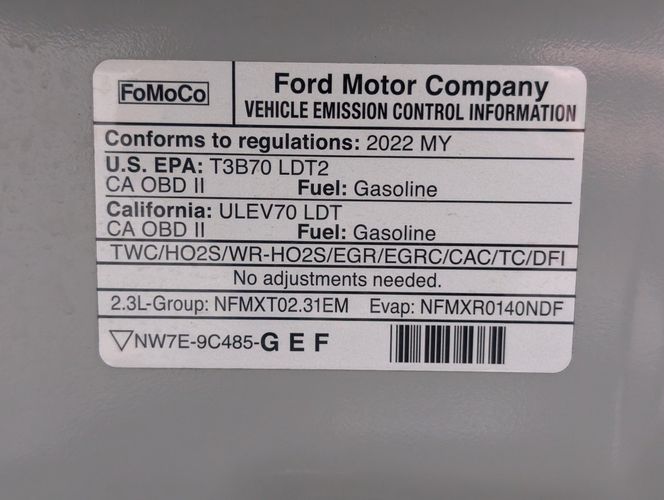 FoMoCo
Ford Motor Company
VEHICLE EMISSION CONTROL INFORMATION
Conforms to regulations: 2022 MY
U.S. EPA: T3B70 LDT2
CA OBD II Fuel: Gasoline
California: ULEV70 LDT
CA OBD II Fuel: Gasoline
TWC/HO2S/WR-HO2S/EGR/EGRC/CAC/TC/DFI
No adjustments needed.
2.3L-Group: NFMXT02.31EM Evap: NFMXR0140NDF
▽NW7E-9C485-G E F